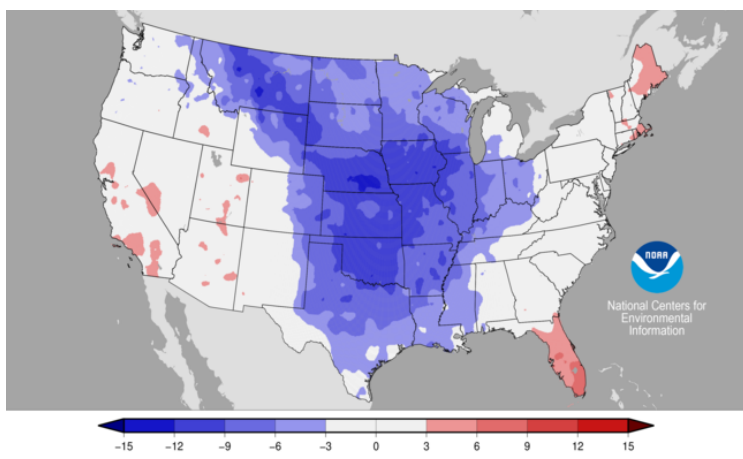 NOAA
National Centers for
Environmental
Information
−15 −12 −9 −6 −3 0 3 6 9 12 15